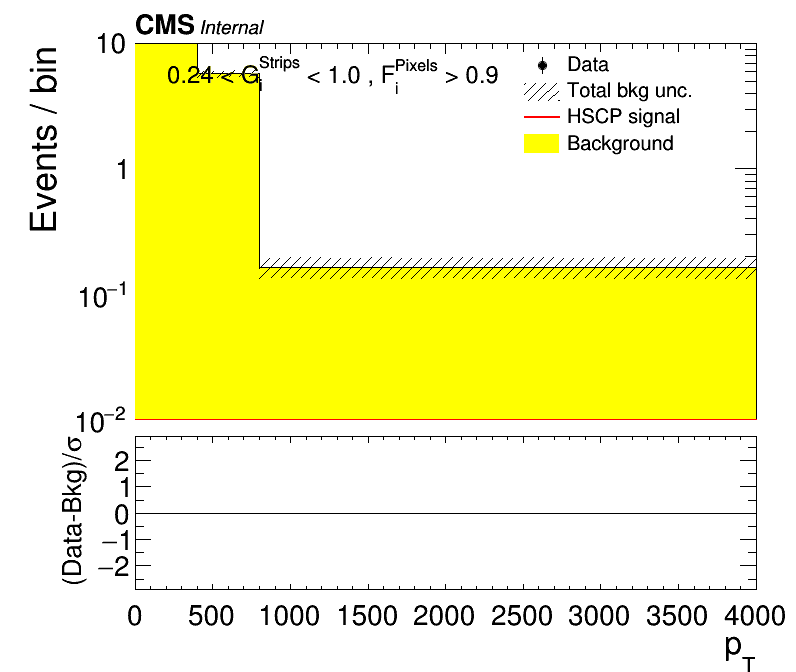 CMS Internal
Events / bin
10
1
10⁻¹
10⁻²
0.24 < G_i^Strips < 1.0 , F_i^Pixels > 0.9
Data
Total bkg unc.
HSCP signal
Background
(Data-Bkg)/σ
2
1
0
−1
−2
0 500 1000 1500 2000 2500 3000 3500 4000
p_T